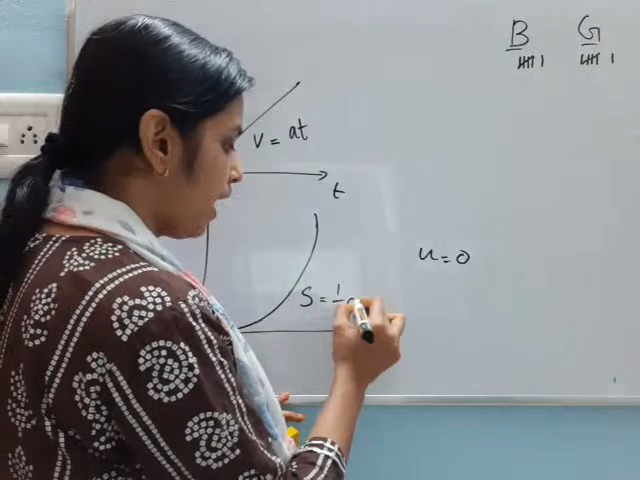 B G
𝍸 | 𝍸 |
v = at
t
u = 0
S = 1/2